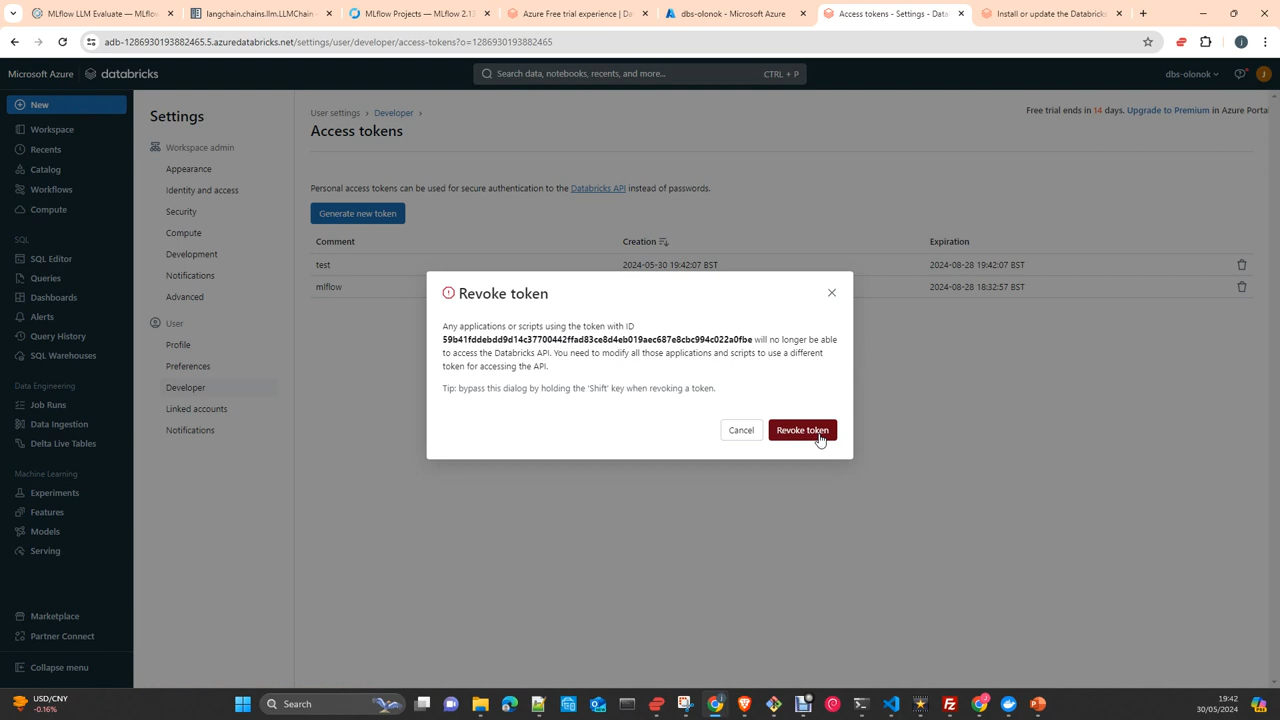 MLflow LLM Evaluate — MLflow
langchain.chains.llm.LLMChain -
MLflow Projects — MLflow 2.13
Azure Free trial experience | Da
dbs-olonok - Microsoft Azure
Access tokens - Settings - Data
Install or update the Databricks
adb-1286930193882465.5.azuredatabricks.net/settings/user/developer/access-tokens?o=1286930193882465
Microsoft Azure
databricks
Search data, notebooks, recents, and more...
CTRL + P
dbs-olonok
J
New
Workspace
Recents
Catalog
Workflows
Compute
SQL
SQL Editor
Queries
Dashboards
Alerts
Query History
SQL Warehouses
Data Engineering
Job Runs
Data Ingestion
Delta Live Tables
Machine Learning
Experiments
Features
Models
Serving
Marketplace
Partner Connect
Collapse menu
Settings
Workspace admin
Appearance
Identity and access
Security
Compute
Development
Notifications
Advanced
User
Profile
Preferences
Developer
Linked accounts
Notifications
User settings > Developer >
Access tokens
Free trial ends in 14 days. Upgrade to Premium in Azure Porta
Personal access tokens can be used for secure authentication to the Databricks API instead of passwords.
Generate new token
Comment Creation Expiration
test 2024-05-30 19:42:07 BST 2024-08-28 19:42:07 BST
mlflow 2024-08-28 18:32:57 BST
Revoke token
Any applications or scripts using the token with ID
59b41fddebdd9d14c37700442ffad83ce8d4eb019aec687e8cbc994c022a0fbe will no longer be able
to access the Databricks API. You need to modify all those applications and scripts to use a different
token for accessing the API.
Tip: bypass this dialog by holding the 'Shift' key when revoking a token.
Cancel
Revoke token
USD/CNY
-0.16%
Search
19:42
30/05/2024